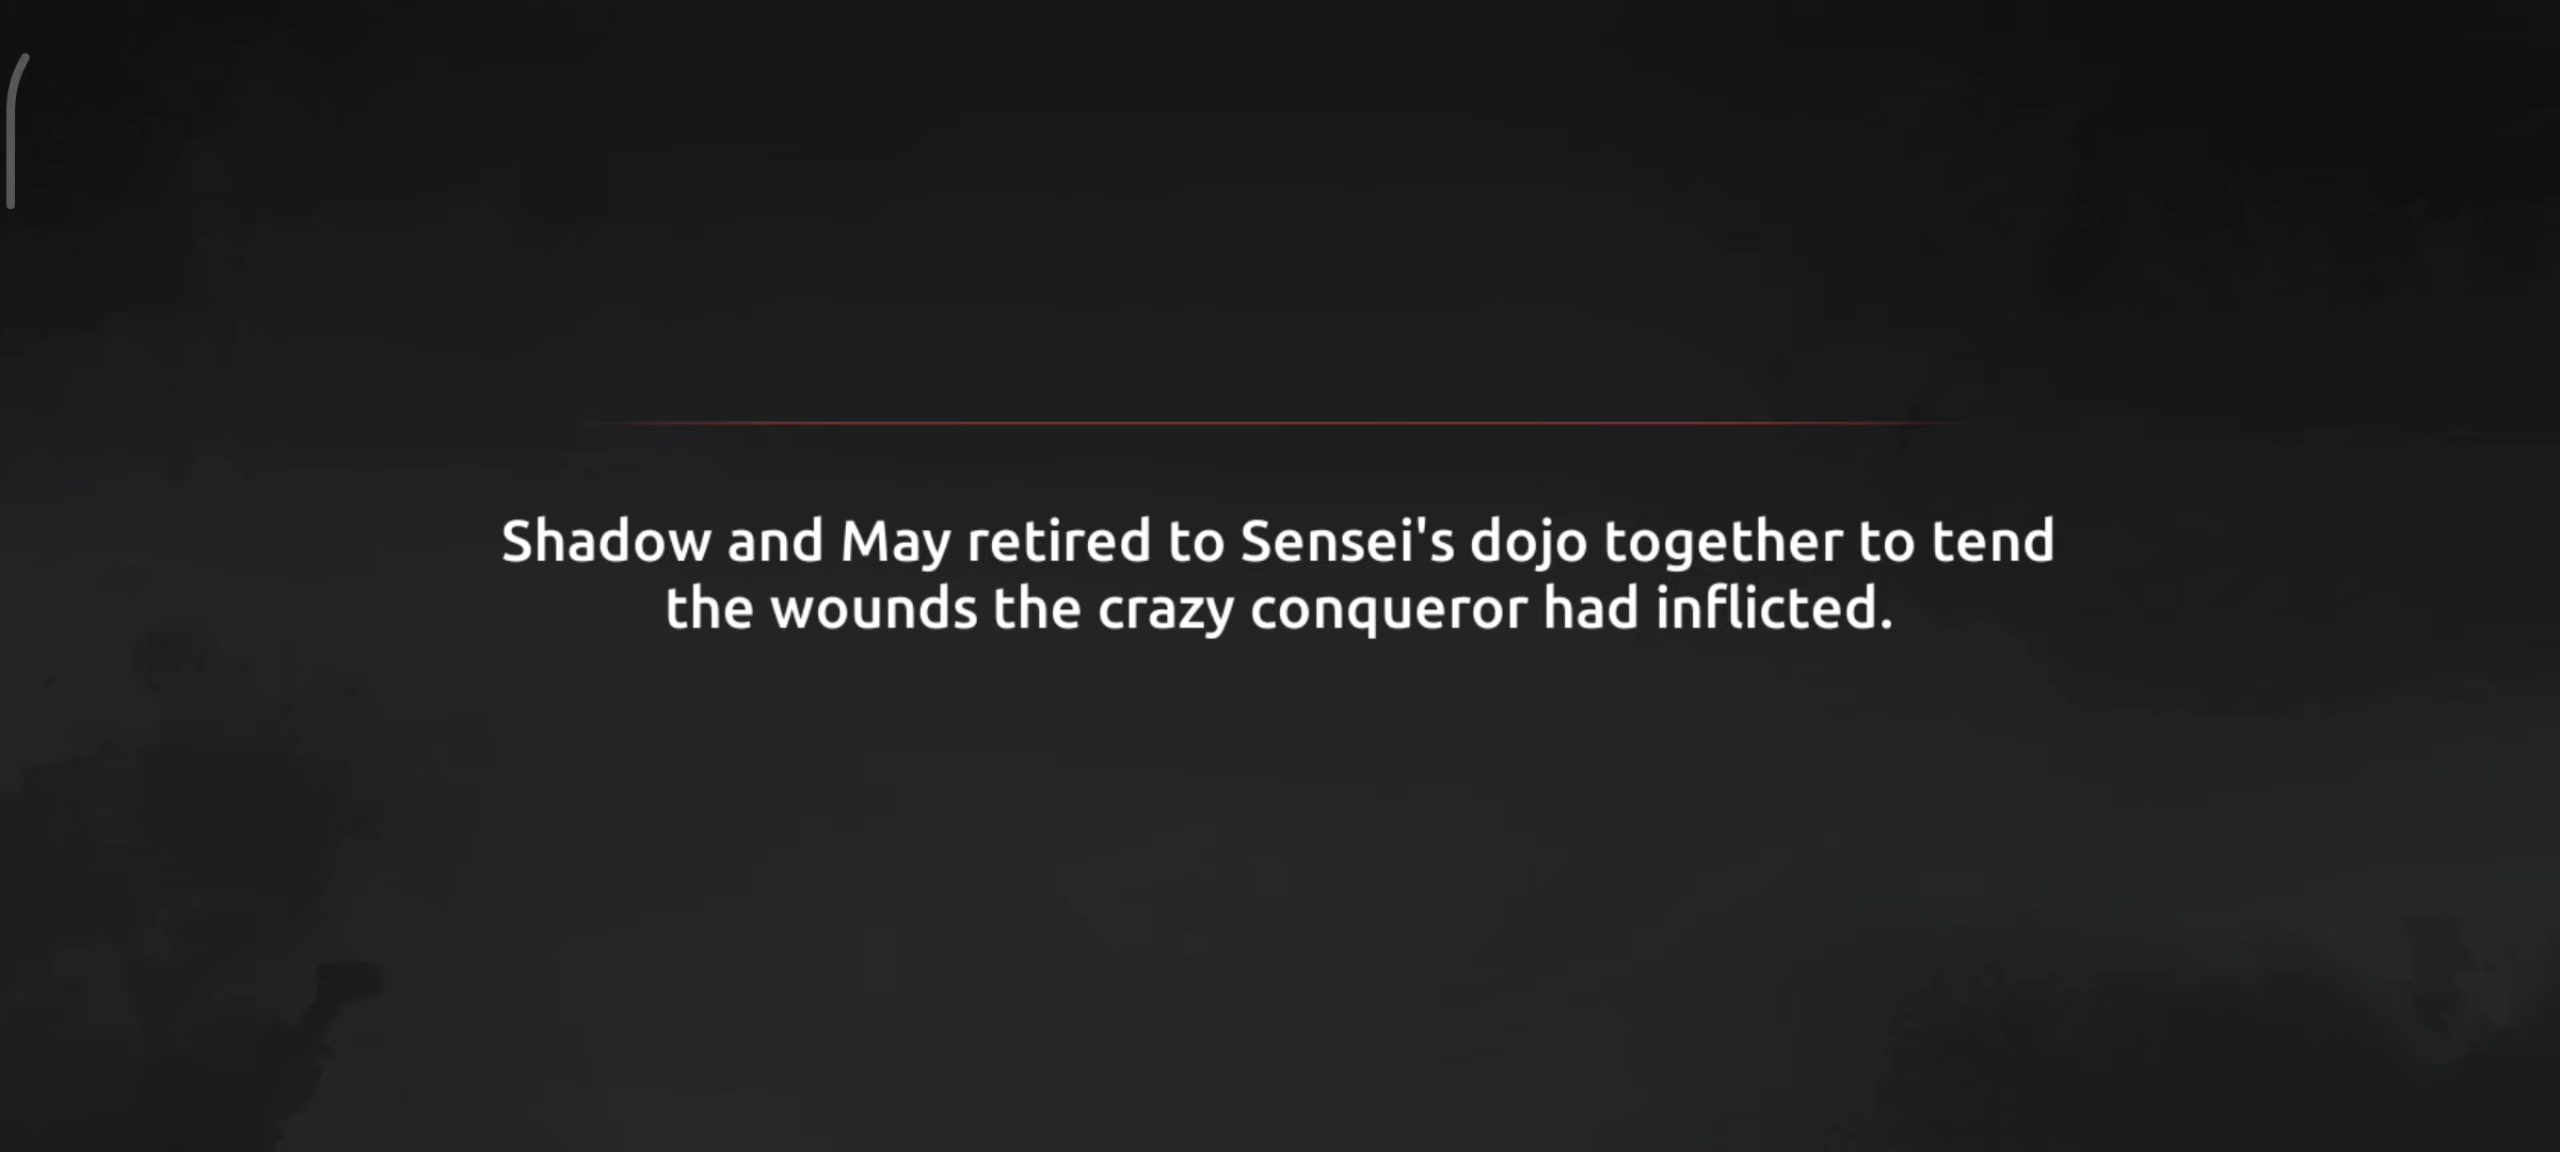 Shadow and May retired to Sensei's dojo together to tend
the wounds the crazy conqueror had inflicted.